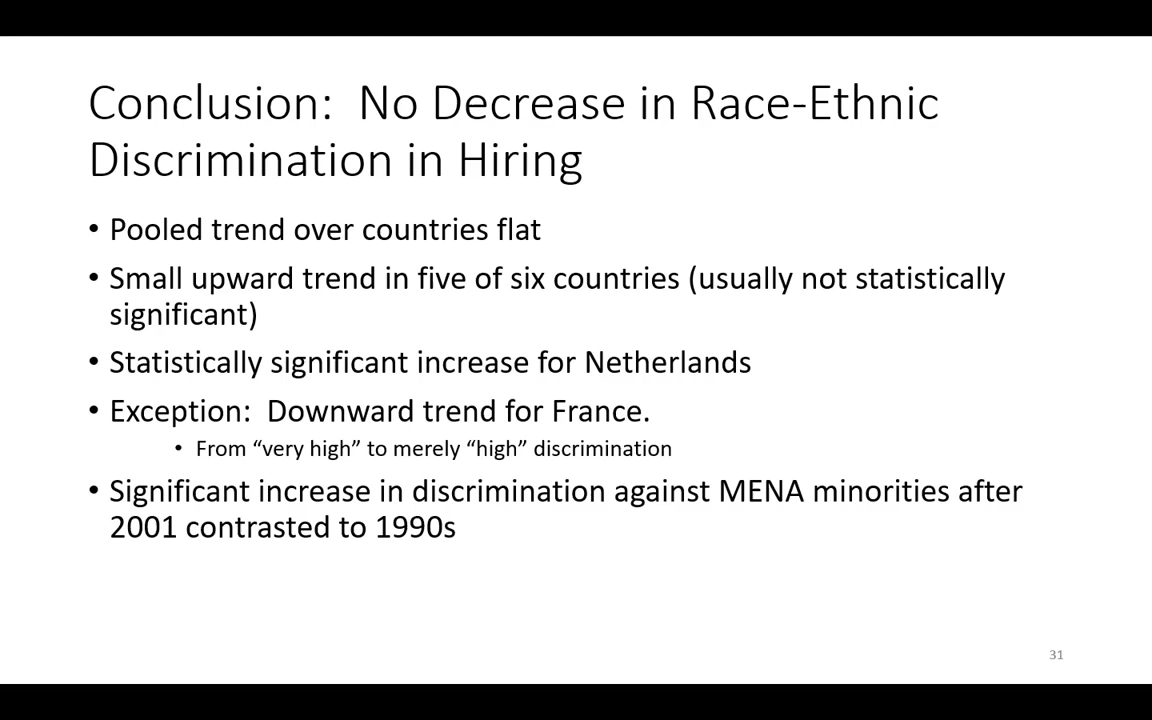 Conclusion:  No Decrease in Race-Ethnic
Discrimination in Hiring
• Pooled trend over countries flat
• Small upward trend in five of six countries (usually not statistically
significant)
• Statistically significant increase for Netherlands
• Exception:  Downward trend for France.
• From “very high” to merely “high” discrimination
• Significant increase in discrimination against MENA minorities after
2001 contrasted to 1990s
31